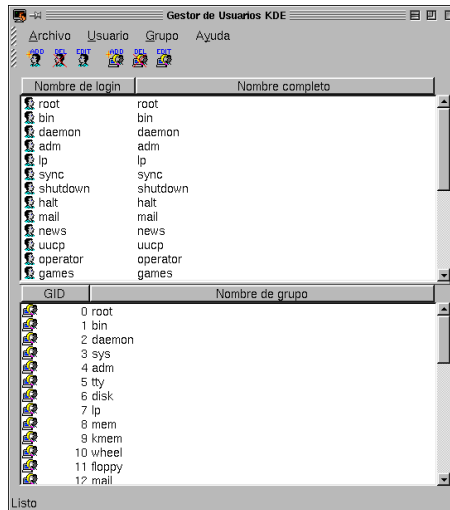 Gestor de Usuarios KDE
Archivo Usuario Grupo Ayuda
ADD DEL EDIT ADD DEL EDIT
Nombre de login Nombre completo
root root
bin bin
daemon daemon
adm adm
lp lp
sync sync
shutdown shutdown
halt halt
mail mail
news news
uucp uucp
operator operator
games games
GID Nombre de grupo
0 root
1 bin
2 daemon
3 sys
4 adm
5 tty
6 disk
7 lp
8 mem
9 kmem
10 wheel
11 floppy
12 mail
Listo